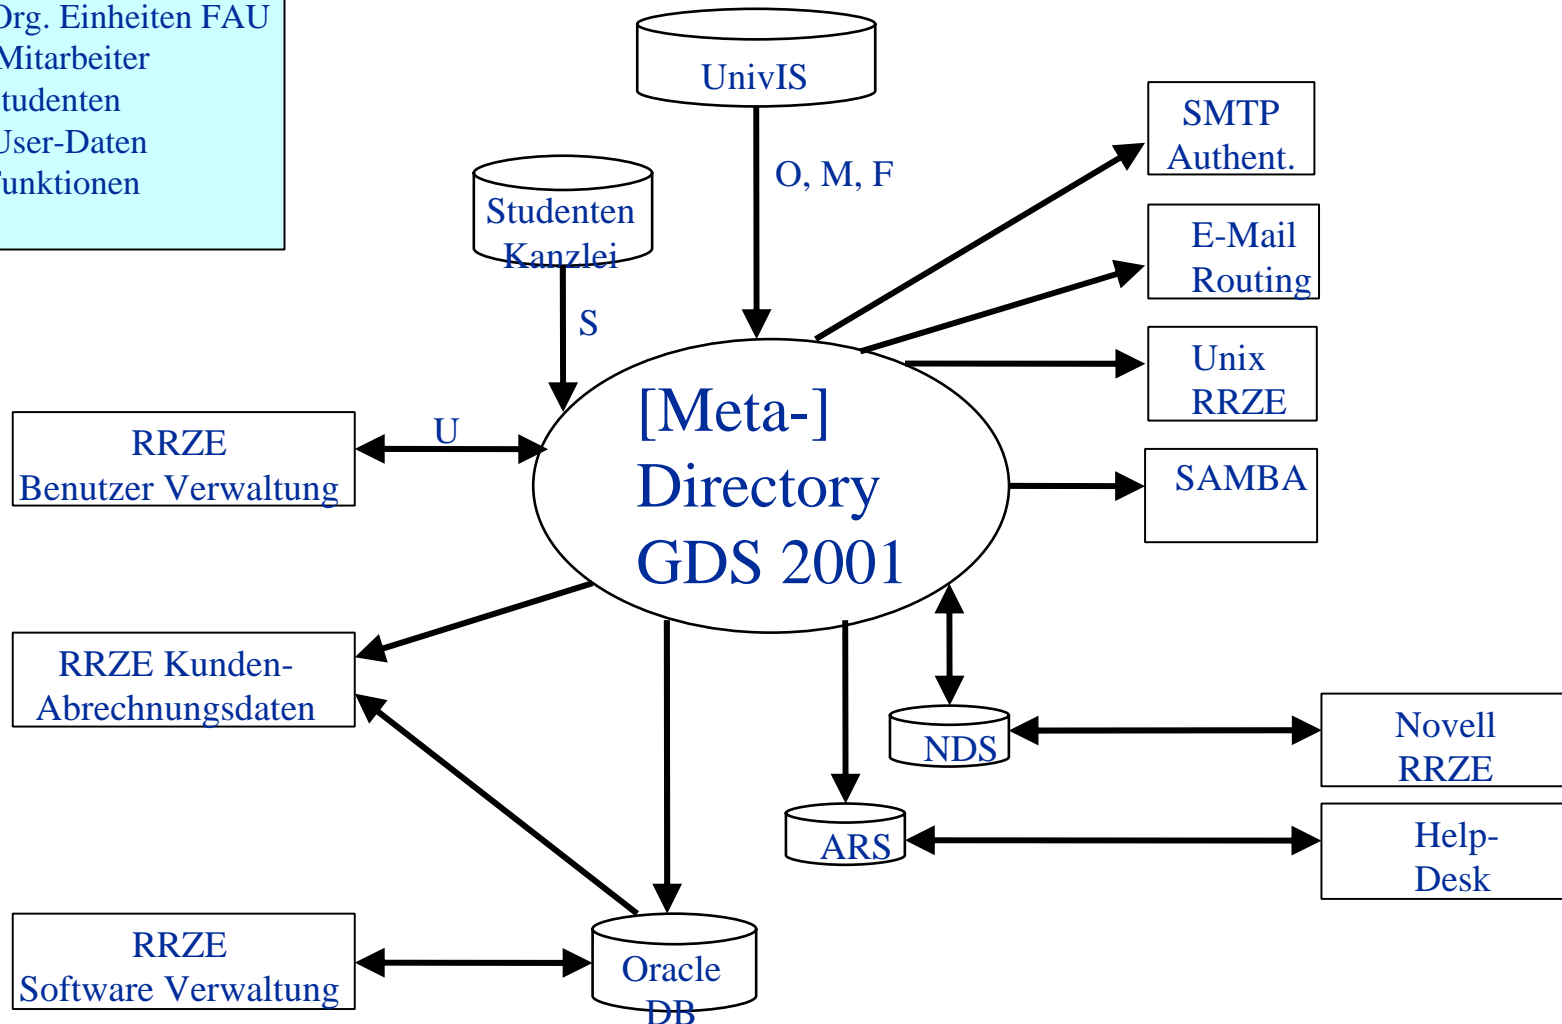 Org. Einheiten FAU
Mitarbeiter
tudenten
User-Daten
unktionen
UnivIS
O, M, F
Studenten
Kanzlei
S
SMTP
Authent.
E-Mail
Routing
Unix
RRZE
SAMBA
[Meta-]
Directory
GDS 2001
RRZE
Benutzer Verwaltung
U
RRZE Kunden-
Abrechnungsdaten
NDS
Novell
RRZE
ARS
Help-
Desk
RRZE
Software Verwaltung
Oracle
DB